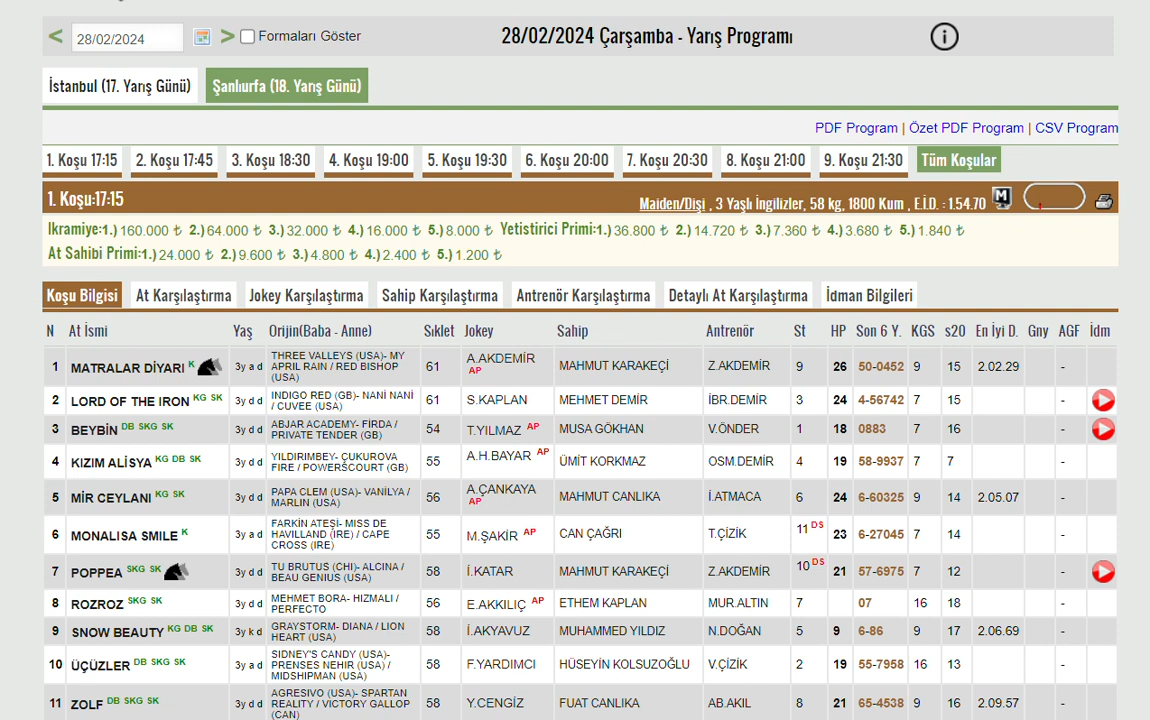 < 28/02/2024 > Formaları Göster 28/02/2024 Çarşamba - Yarış Programı i
İstanbul (17. Yarış Günü) Şanlıurfa (18. Yarış Günü)
PDF Program | Özet PDF Program | CSV Program
1. Koşu 17:15 2. Koşu 17:45 3. Koşu 18:30 4. Koşu 19:00 5. Koşu 19:30 6. Koşu 20:00 7. Koşu 20:30 8. Koşu 21:00 9. Koşu 21:30 Tüm Koşular
1. Koşu:17:15 Maiden/Dişi , 3 Yaşlı İngilizler, 58 kg, 1800 Kum , E.İ.D. : 1.54.70 M
Ikramiye:1.) 160.000 ₺ 2.) 64.000 ₺ 3.) 32.000 ₺ 4.) 16.000 ₺ 5.) 8.000 ₺ Yetistirici Primi:1.) 36.800 ₺ 2.) 14.720 ₺ 3.) 7.360 ₺ 4.) 3.680 ₺ 5.) 1.840 ₺
At Sahibi Primi:1.) 24.000 ₺ 2.) 9.600 ₺ 3.) 4.800 ₺ 4.) 2.400 ₺ 5.) 1.200 ₺
Koşu Bilgisi At Karşılaştırma Jokey Karşılaştırma Sahip Karşılaştırma Antrenör Karşılaştırma Detaylı At Karşılaştırma İdman Bilgileri
N At İsmi Yaş Orijin(Baba - Anne) Sıklet Jokey Sahip Antrenör St HP Son 6 Y. KGS s20 En İyi D. Gny AGF İdm
1 MATRALAR DİYARI K 3y a d THREE VALLEYS (USA)- MY APRIL RAIN / RED BISHOP (USA) 61 A.AKDEMİR AP MAHMUT KARAKEÇİ Z.AKDEMİR 9 26 50-0452 9 15 2.02.29 -
2 LORD OF THE IRON KG SK 3y d d INDIGO RED (GB)- NANİ NANİ / CUVEE (USA) 61 S.KAPLAN MEHMET DEMİR İBR.DEMİR 3 24 4-56742 7 15 -
3 BEYBİN DB SKG SK 3y d d ABJAR ACADEMY- FİRDA / PRIVATE TENDER (GB) 54 T.YILMAZ AP MUSA GÖKHAN V.ÖNDER 1 18 0883 7 16 -
4 KIZIM ALİSYA KG DB SK 3y d d YILDIRIMBEY- ÇUKUROVA FIRE / POWERSCOURT (GB) 55 A.H.BAYAR AP ÜMİT KORKMAZ OSM.DEMİR 4 19 58-9937 7 7 -
5 MİR CEYLANI KG SK 3y d d PAPA CLEM (USA)- VANİLYA / MARLIN (USA) 56 A.ÇANKAYA AP MAHMUT CANLIKA İ.ATMACA 6 24 6-60325 9 14 2.05.07 -
6 MONALISA SMILE K 3y a d FARKİN ATEŞİ- MISS DE HAVILLAND (IRE) / CAPE CROSS (IRE) 55 M.ŞAKİR AP CAN ÇAĞRI T.ÇİZİK 11 DS 23 6-27045 7 14 -
7 POPPEA SKG SK 3y d d TU BRUTUS (CHI)- ALCINA / BEAU GENIUS (USA) 58 İ.KATAR MAHMUT KARAKEÇİ Z.AKDEMİR 10 DS 21 57-6975 7 12 -
8 ROZROZ SKG SK 3y d d MEHMET BORA- HIZMALI / PERFECTO 56 E.AKKILIÇ AP ETHEM KAPLAN MUR.ALTIN 7 07 16 18 -
9 SNOW BEAUTY KG DB SK 3y k d GRAYSTORM- DIANA / LION HEART (USA) 58 İ.AKYAVUZ MUHAMMED YILDIZ N.DOĞAN 5 9 6-86 9 17 2.06.69 -
10 ÜÇÜZLER DB SKG SK 3y a d SIDNEY'S CANDY (USA)- PRENSES NEHIR (USA) / MIDSHIPMAN (USA) 58 F.YARDIMCI HÜSEYİN KOLSUZOĞLU V.ÇİZİK 2 19 55-7958 16 13 -
11 ZOLF DB SKG SK 3y d d AGRESIVO (USA)- SPARTAN REALITY / VICTORY GALLOP (CAN) 58 Y.CENGİZ FUAT CANLIKA AB.AKIL 8 21 65-4538 9 16 2.09.57 -